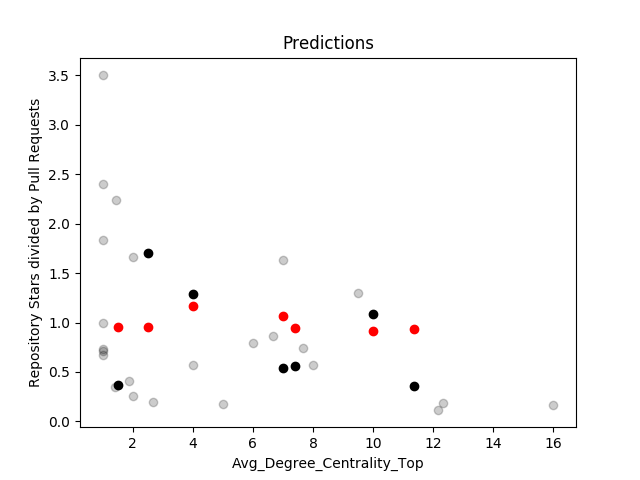 Predictions
Repository Stars divided by Pull Requests
3.5
3.0
2.5
2.0
1.5
1.0
0.5
0.0
2 4 6 8 10 12 14 16
Avg_Degree_Centrality_Top